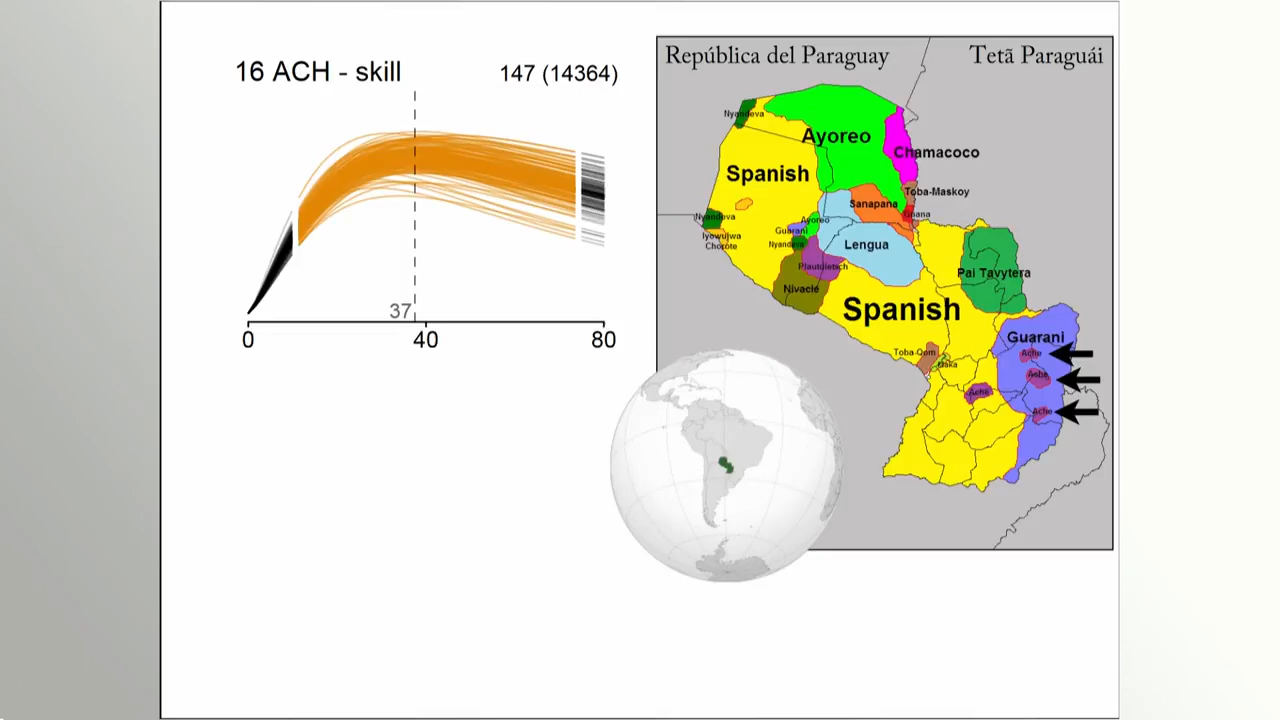 16 ACH - skill
147 (14364)
37
0 40 80
República del Paraguay
Tetã Paraguái
Nyandeva
Ayoreo
Chamacoco
Spanish
Toba-Maskoy
Sanapana
Guana
Nyandeva
Ayoreo
Guarani
Iyowujwa
Chorote
Nyandeva
Lengua
Plautdietsch
Pai Tavytera
Nivaclé
Spanish
Guarani
Toba-Qom
Maka
Ache
Ache
Ache
Ache